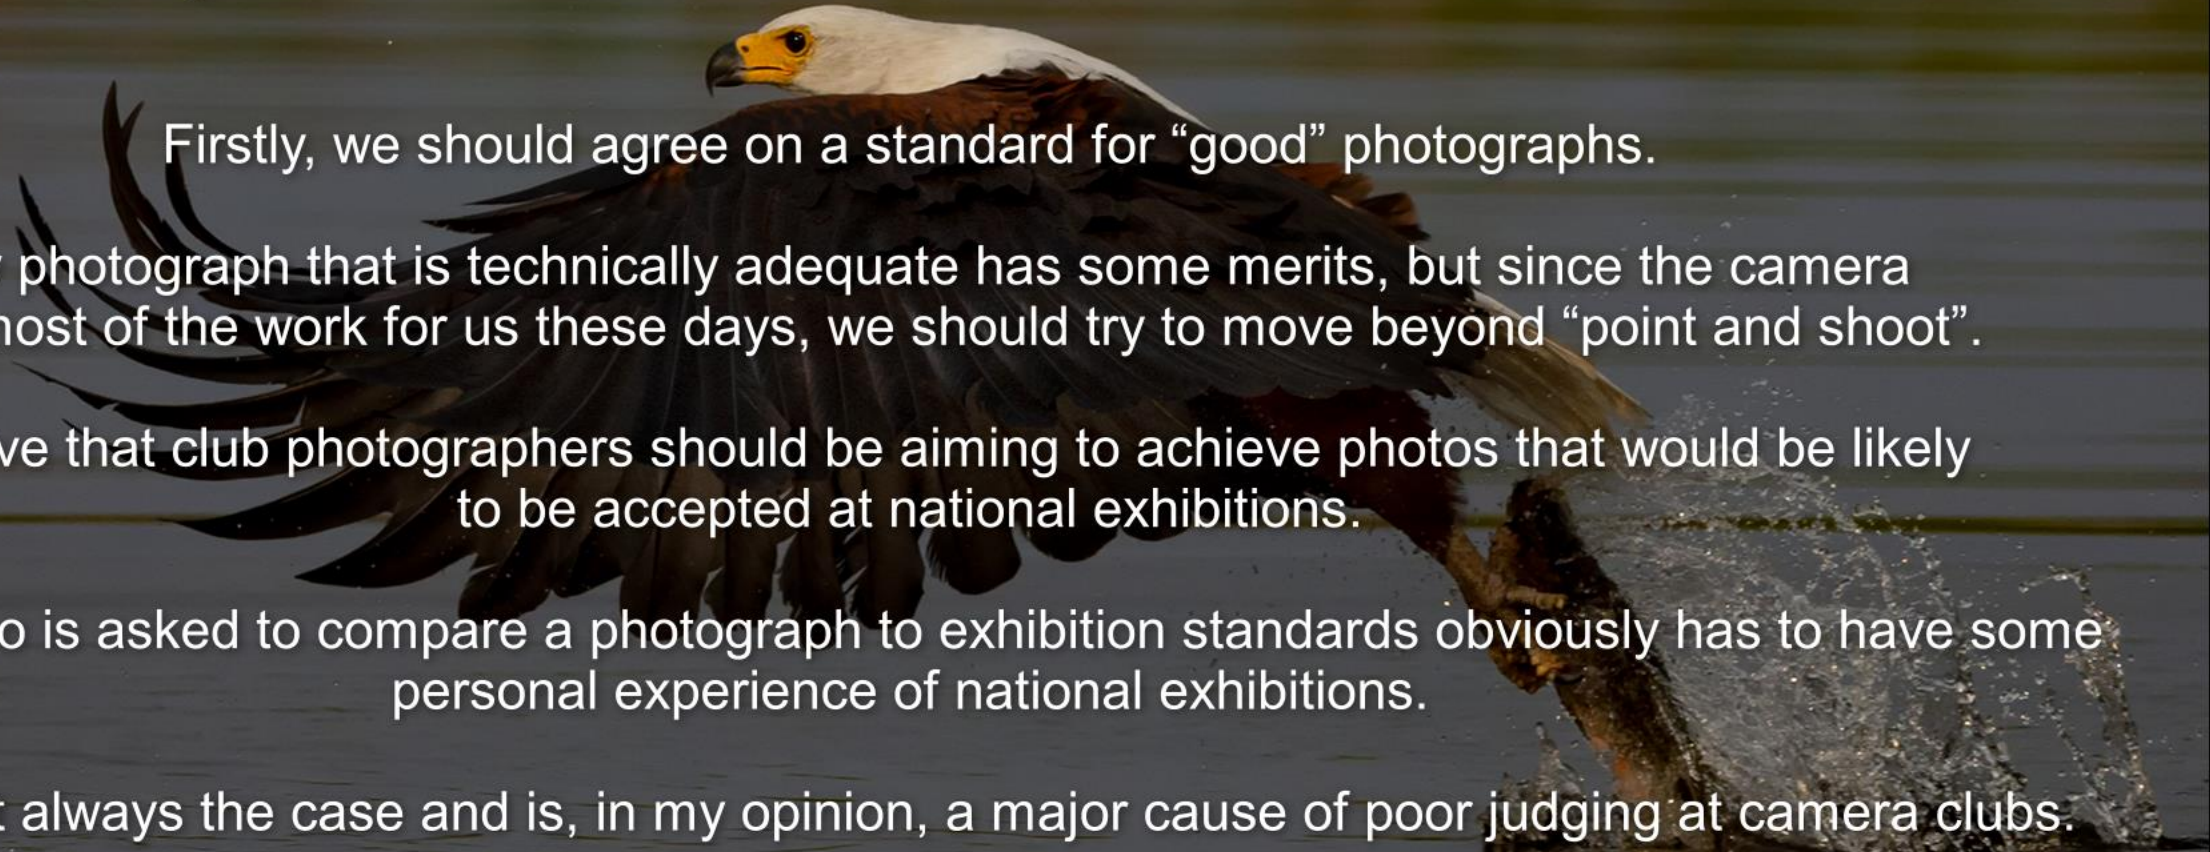 Firstly, we should agree on a standard for “good” photographs.
photograph that is technically adequate has some merits, but since the camera
of the work for us these days, we should try to move beyond “point and shoot”.
that club photographers should be aiming to achieve photos that would be likely
to be accepted at national exhibitions.
is asked to compare a photograph to exhibition standards obviously has to have some
personal experience of national exhibitions.
always the case and is, in my opinion, a major cause of poor judging at camera clubs.